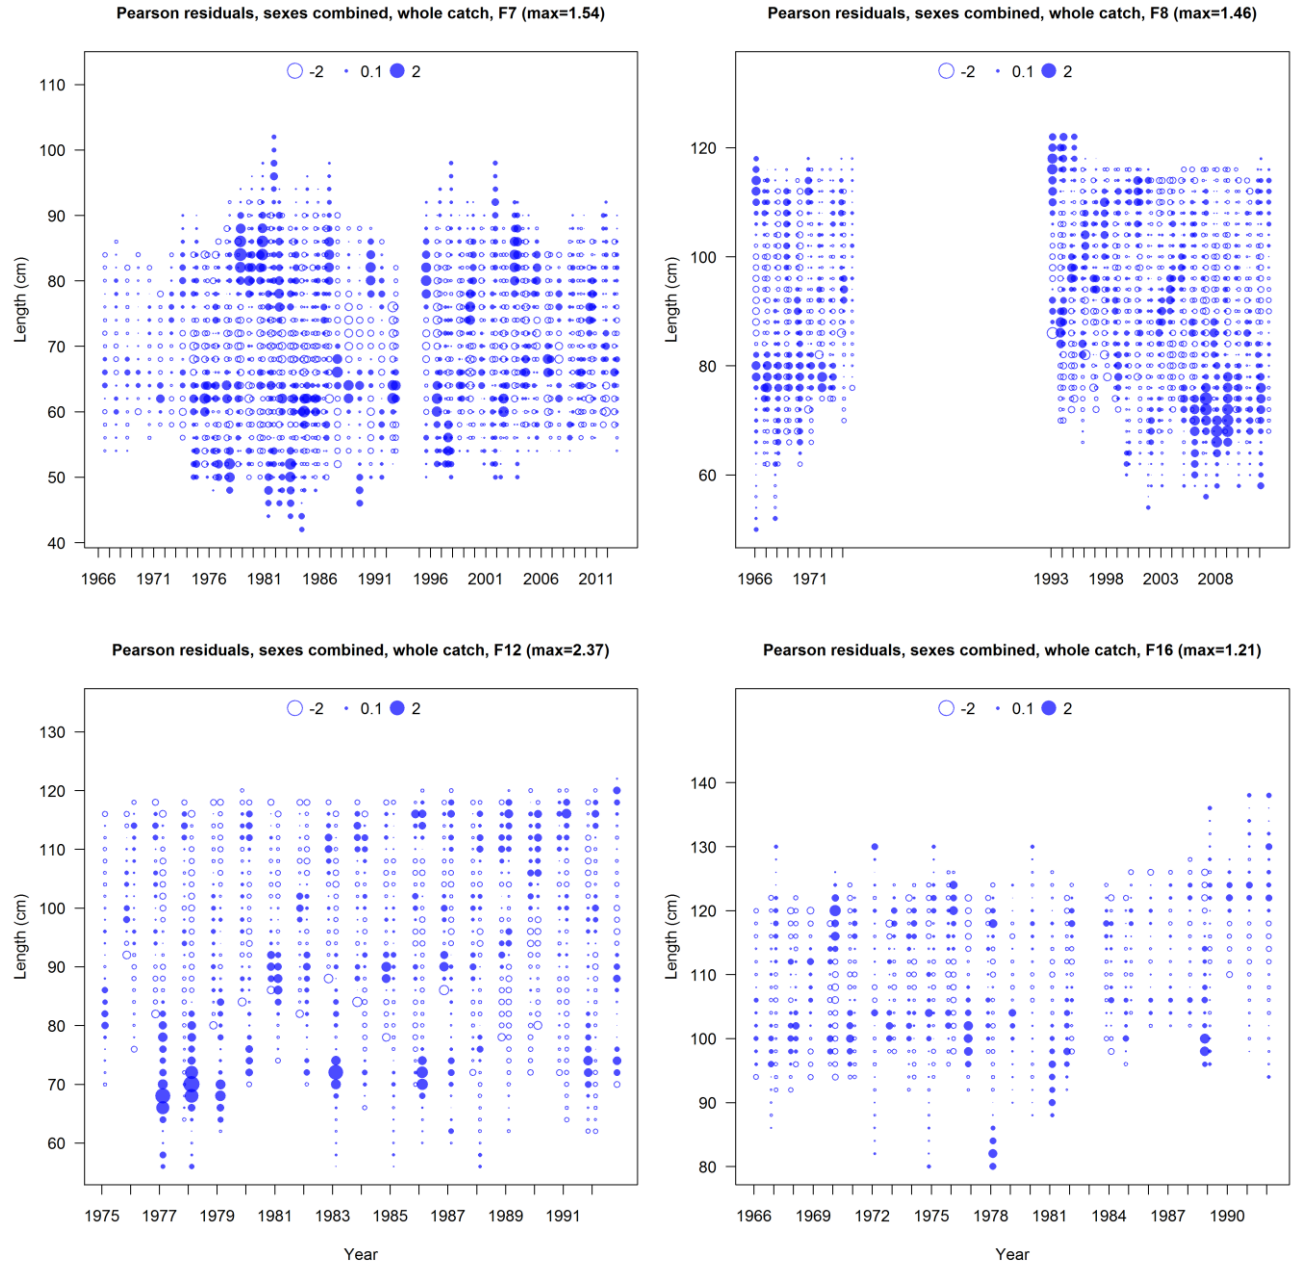 Pearson residuals, sexes combined, whole catch, F7 (max=1.54)
-2 0.1 2
110
100
90
80
70
60
50
40
Length (cm)
1966 1971 1976 1981 1986 1991 1996 2001 2006 2011
Pearson residuals, sexes combined, whole catch, F8 (max=1.46)
-2 0.1 2
120
100
80
60
Length (cm)
1966 1971 1993 1998 2003 2008
Pearson residuals, sexes combined, whole catch, F12 (max=2.37)
-2 0.1 2
130
120
110
100
90
80
70
60
Length (cm)
1975 1977 1979 1981 1983 1985 1987 1989 1991
Year
Pearson residuals, sexes combined, whole catch, F16 (max=1.21)
-2 0.1 2
140
130
120
110
100
90
80
Length (cm)
1966 1969 1972 1975 1978 1981 1984 1987 1990
Year